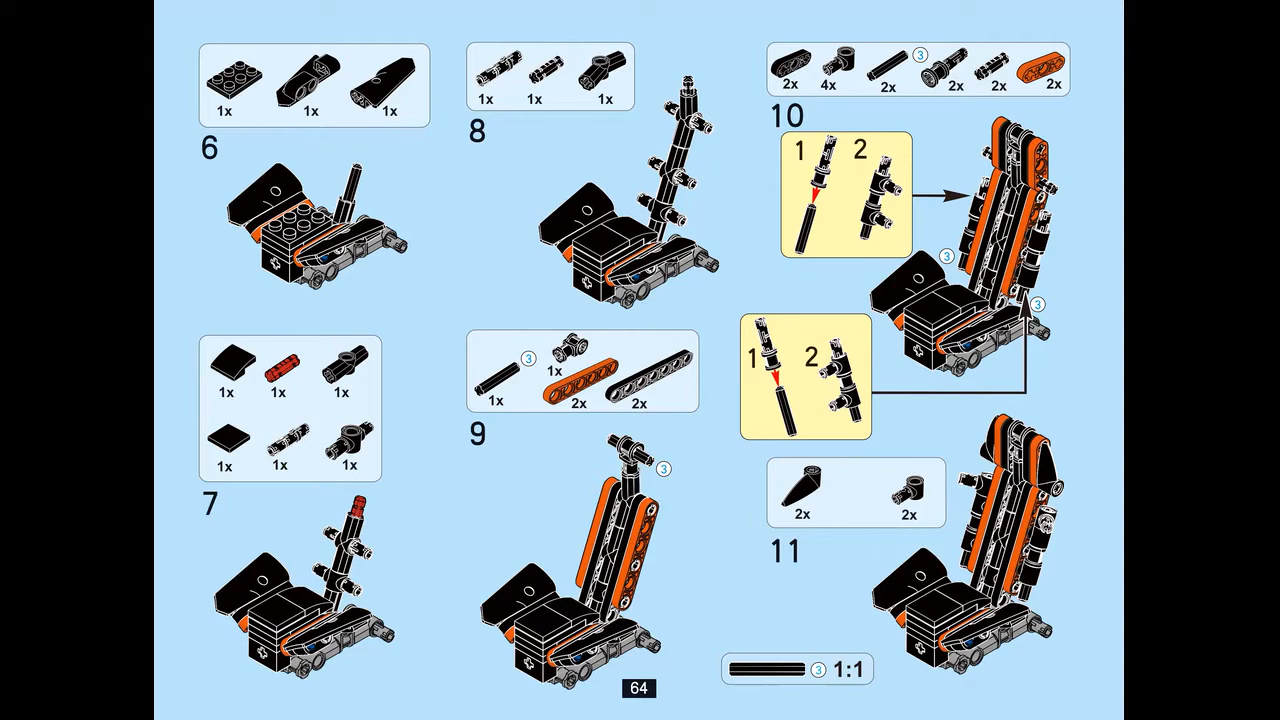 1x 1x 1x
6
1x 1x 1x
1x 1x 1x
7
1x 1x 1x
8
3
1x 1x 2x 2x
9
3
3
2x 4x 2x 2x 2x 2x
10
1 2
3
3
1 2
2x 2x
11
3 1:1
64